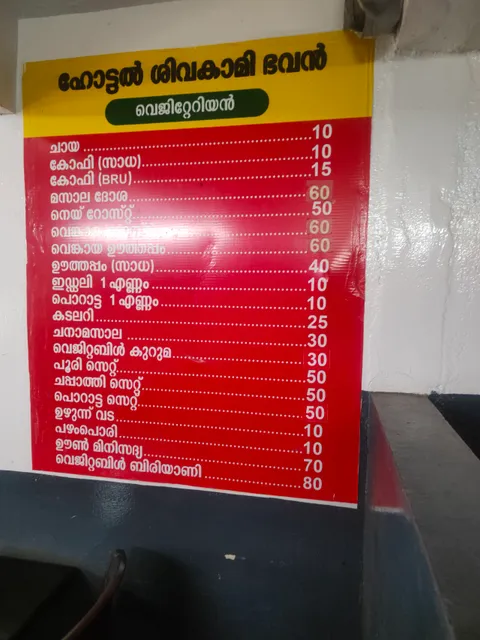 ഹോട്ടൽ ശിവകാമി ഭവൻ
വെജിറ്റേറിയൻ
ചായ ........ 10
കോഫി (സാധ) ........ 10
കോഫി (BRU) ........ 15
മസാല ദോശ ........ 60
നെയ് റോസ്റ്റ് ........ 50
വെങ്കായ ........ 60
വെങ്കായ ഊത്തപ്പം ........ 60
ഊത്തപ്പം (സാധ) ........ 40
ഇഡ്ഡലി 1 എണ്ണം ........ 10
പൊറാട്ട 1 എണ്ണം ........ 10
കടലറി ........ 25
ചനാമസാല ........ 30
വെജിറ്റബിൾ കുറുമ ........ 30
പൂരി സെറ്റ് ........ 50
ചപ്പാത്തി സെറ്റ് ........ 50
പൊറാട്ട സെറ്റ് ........ 50
ഉഴുന്ന് വട ........ 10
പഴംപൊരി ........ 10
ഊൺ മിനിസദ്യ ........ 70
വെജിറ്റബിൾ ബിരിയാണി ........ 80